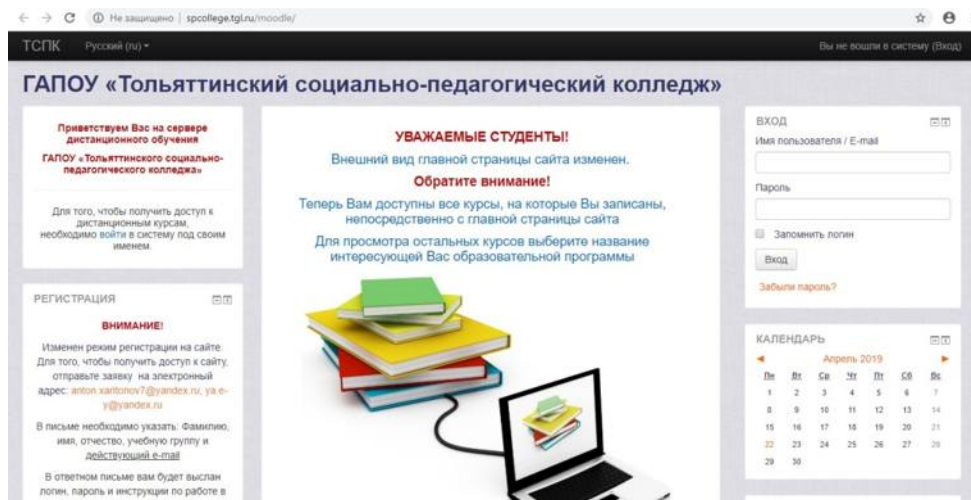 Не защищено | spcollege.tgl.ru/moodle/
ТСПК Русский (ru) Вы не вошли в систему (Вход)
ГАПОУ «Тольяттинский социально-педагогический колледж»
Приветствуем Вас на сервере
дистанционного обучения
ГАПОУ «Тольяттинского социально-
педагогического колледжа»
Для того, чтобы получить доступ к
дистанционным курсам,
необходимо войти в систему под своим
именем.
РЕГИСТРАЦИЯ
ВНИМАНИЕ!
Изменен режим регистрации на сайте.
Для того, чтобы получить доступ к сайту,
отправьте заявку на электронный
адрес: anton.xaritonov7@yandex.ru, ya.e-
y@yandex.ru
В письме необходимо указать: Фамилию,
имя, отчество, учебную группу и
действующий e-mail
В ответном письме вам будет выслан
логин, пароль и инструкции по работе в
УВАЖАЕМЫЕ СТУДЕНТЫ!
Внешний вид главной страницы сайта изменен.
Обратите внимание!
Теперь Вам доступны все курсы, на которые Вы записаны,
непосредственно с главной страницы сайта
Для просмотра остальных курсов выберите название
интересующей Вас образовательной программы
ВХОД
Имя пользователя / E-mail
Пароль
Запомнить логин
Вход
Забыли пароль?
КАЛЕНДАРЬ
Апрель 2019
Пн Вт Ср Чт Пт Сб Вс
1 2 3 4 5 6 7
8 9 10 11 12 13 14
15 16 17 18 19 20 21
22 23 24 25 26 27 28
29 30